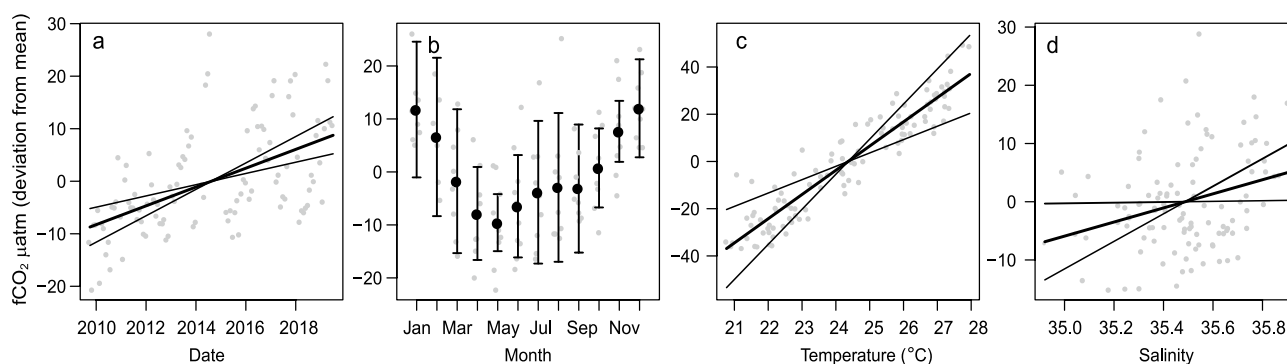 fCO₂ µatm (deviation from mean)
a
30
20
10
0
−10
−20
2010 2012 2014 2016 2018
Date
b
20
10
0
−10
−20
Jan Mar May Jul Sep Nov
Month
c
40
20
0
−20
−40
21 22 23 24 25 26 27 28
Temperature (°C)
d
30
20
10
0
−10
35.0 35.2 35.4 35.6 35.8
Salinity